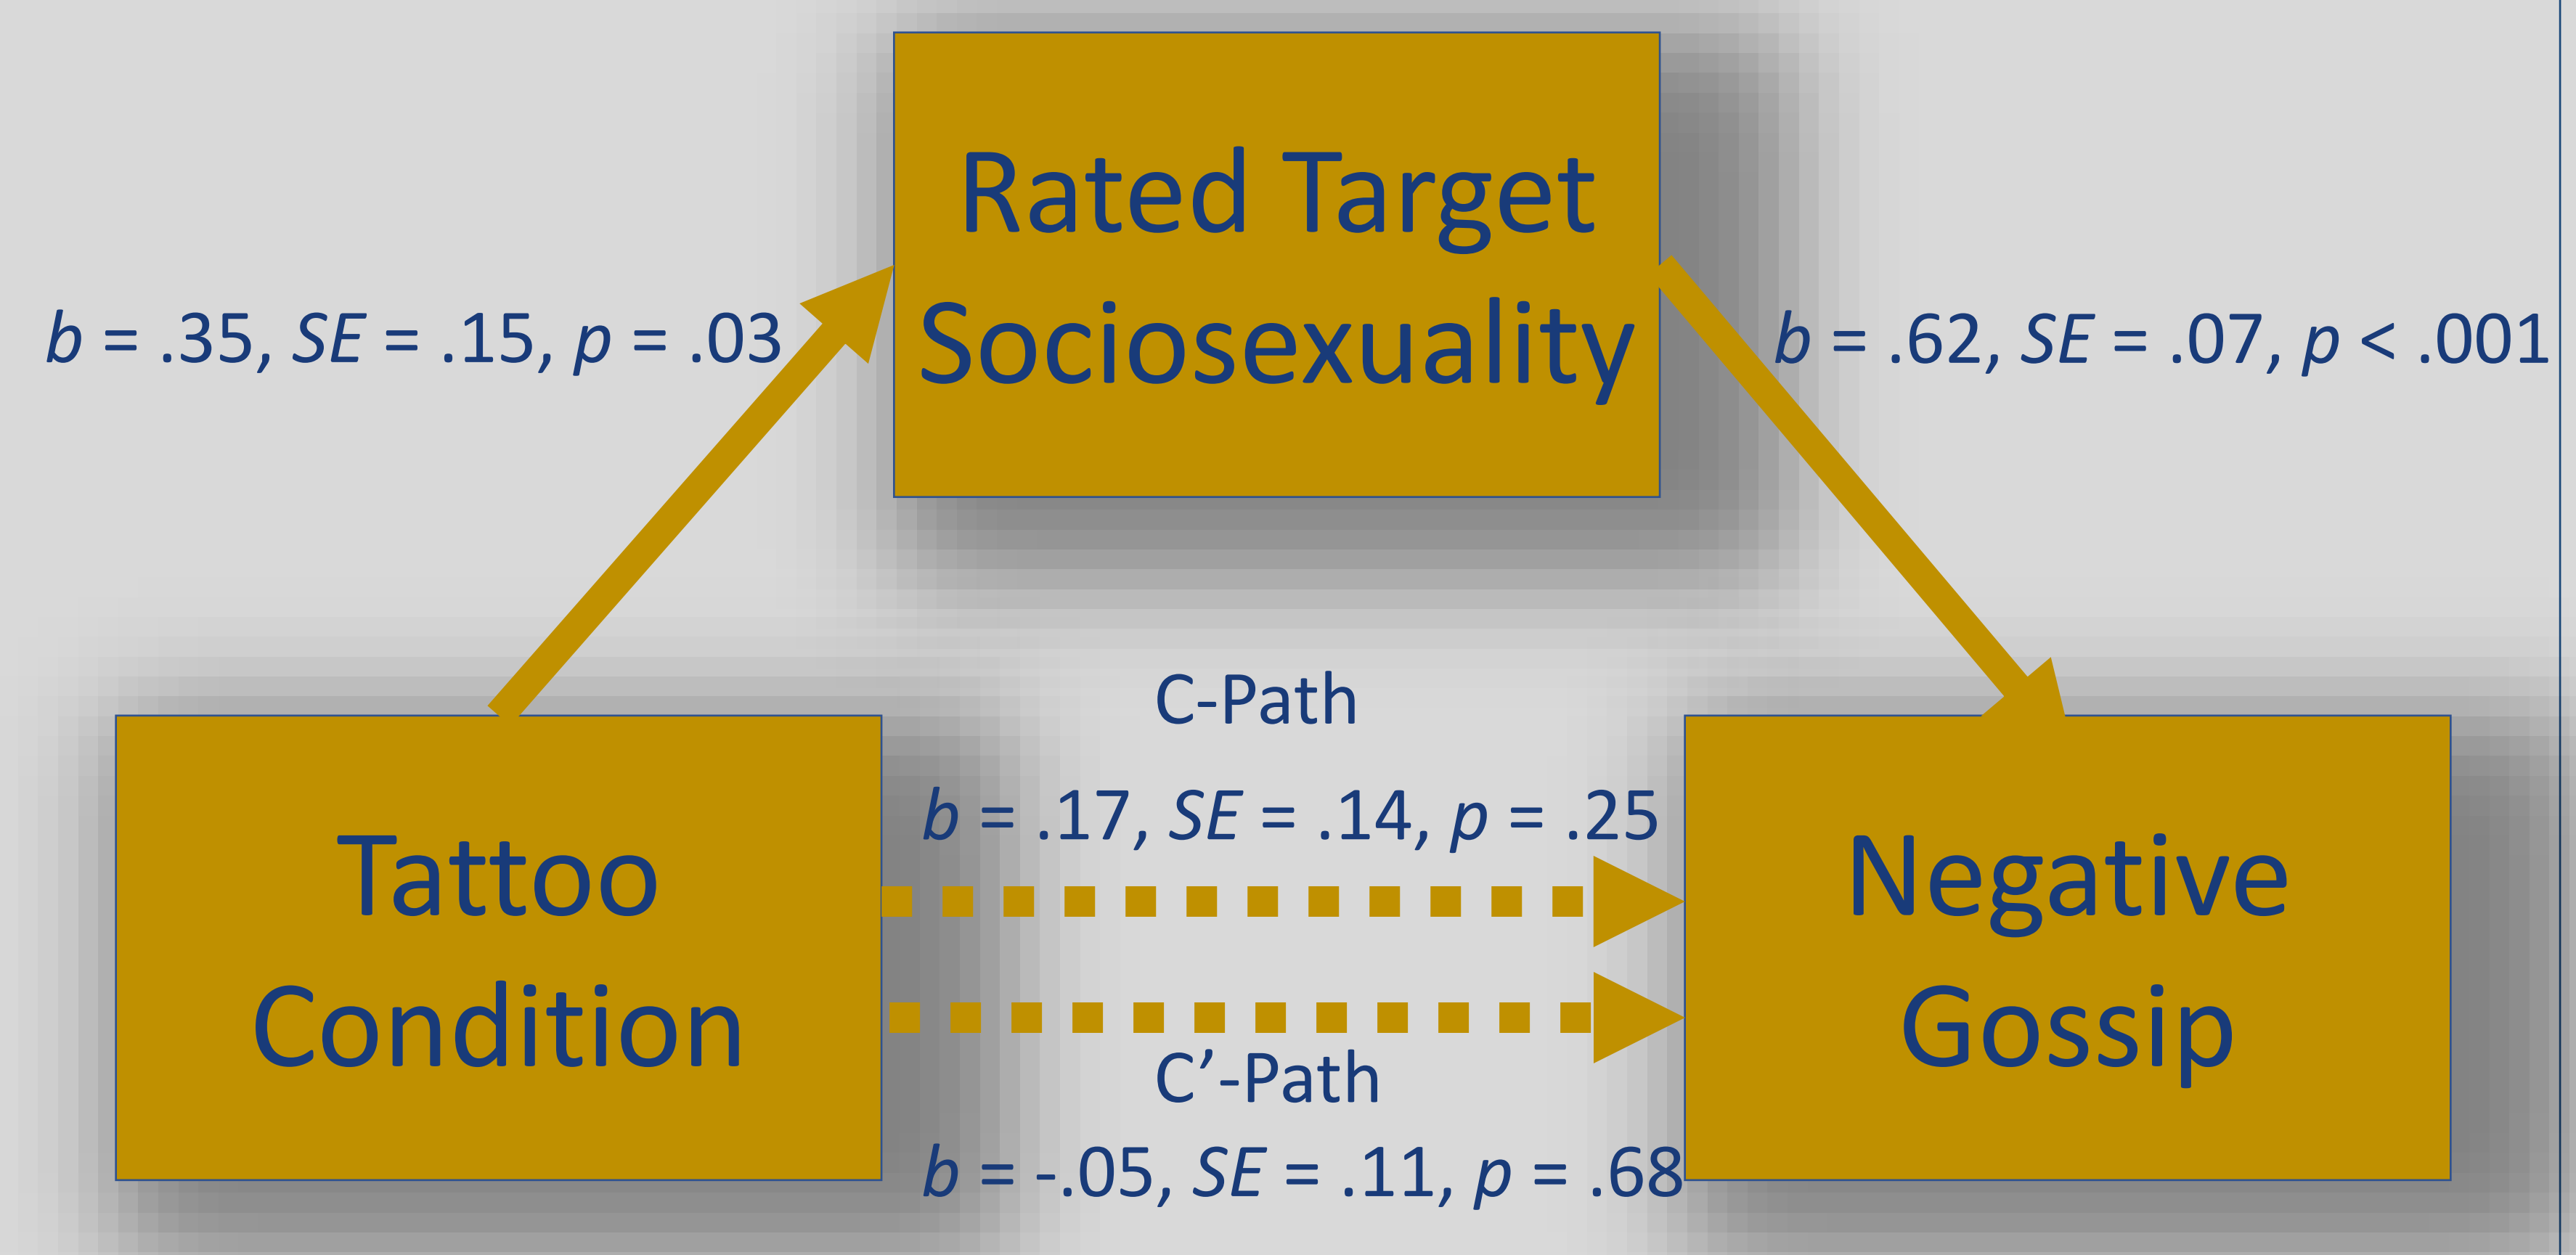 Rated Target
Sociosexuality
b = .35, SE = .15, p = .03
b = .62, SE = .07, p < .001
C-Path
b = .17, SE = .14, p = .25
Tattoo
Condition
Negative
Gossip
C’-Path
b = -.05, SE = .11, p = .68